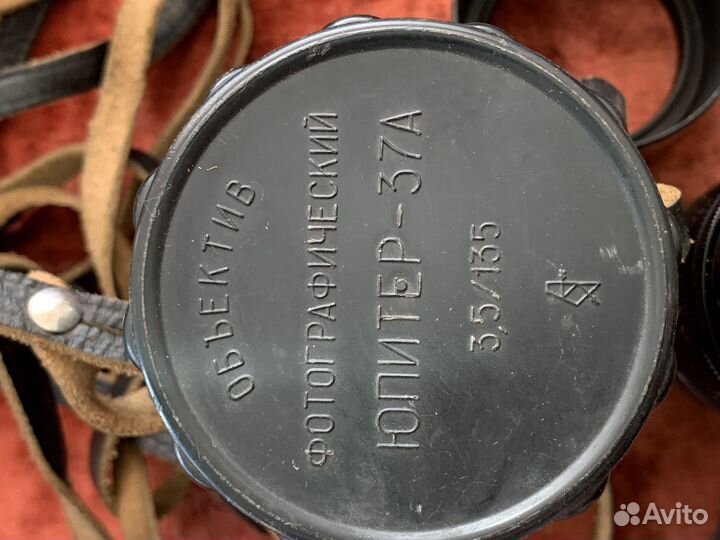 ОБЪЕКТИВ
ФОТОГРАФИЧЕСКИЙ
ЮПИТЕР-37А
3,5/135
Avito